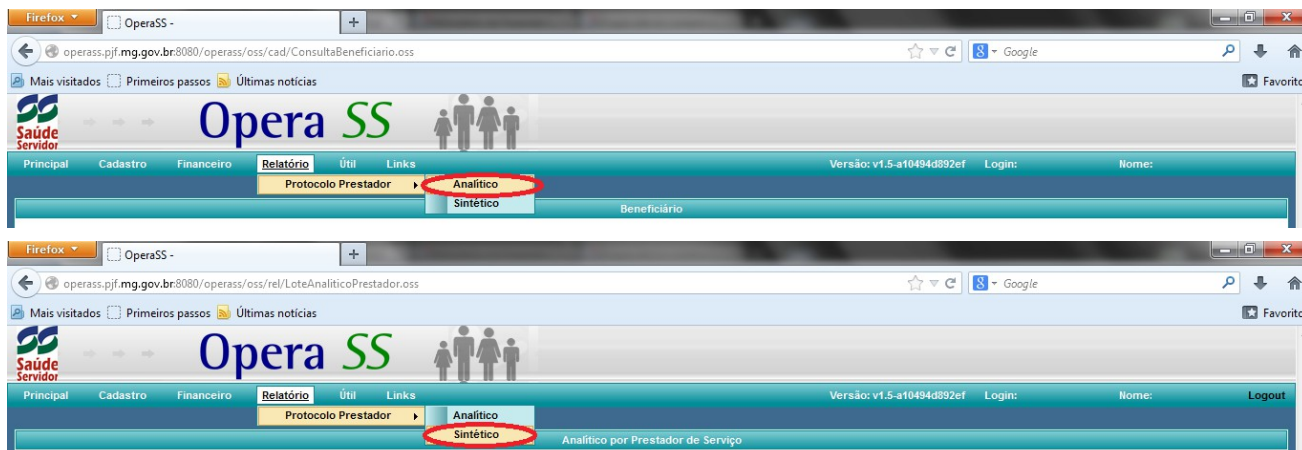 Firefox
OperaSS -
operass.pjf.mg.gov.br:8080/operass/oss/cad/ConsultaBeneficiario.oss
Google
Mais visitados Primeiros passos Últimas notícias
Favorito
Saúde
Servidor
Opera SS
Principal Cadastro Financeiro Relatório Útil Links Versão: v1.5-a10494d892ef Login: Nome:
Protocolo Prestador Analítico
Sintético
Beneficiário
Firefox
OperaSS -
operass.pjf.mg.gov.br:8080/operass/oss/rel/LoteAnaliticoPrestador.oss
Google
Mais visitados Primeiros passos Últimas notícias
Favorito
Saúde
Servidor
Opera SS
Principal Cadastro Financeiro Relatório Útil Links Versão: v1.5-a10494d892ef Login: Nome: Logout
Protocolo Prestador Analítico
Sintético
Analítico por Prestador de Serviço